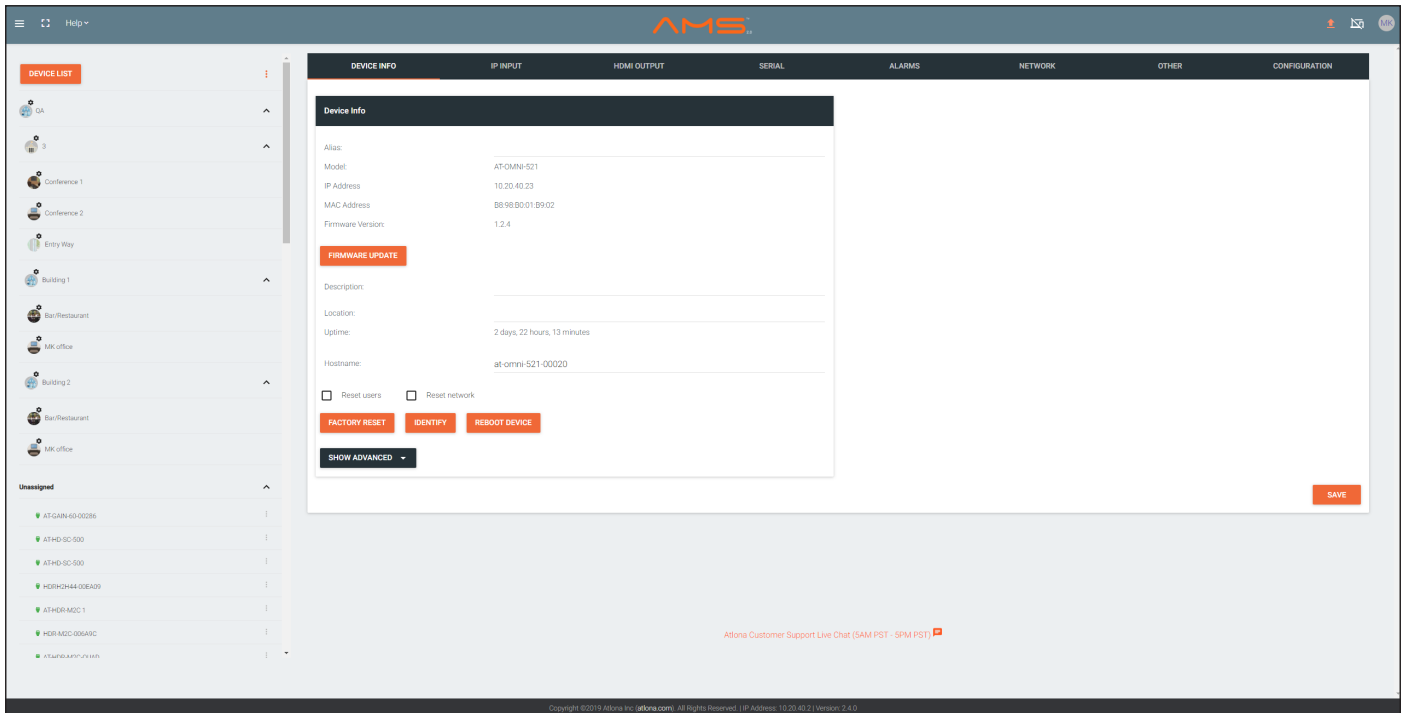 Help
AMS
MK
DEVICE LIST
OA
3
Conference 1
Conference 2
Entry Way
Building 1
Bar/Restaurant
MK office
Building 2
Bar/Restaurant
MK office
Unassigned
AT-GAIN-60-00286
AT-HD-SC-500
AT-HD-SC-500
HDRH2H44-00EA09
AT-HDR-M2C 1
HDR-M2C-006A9C
AT-HDR-M2C-QUAD
DEVICE INFO IP INPUT HDMI OUTPUT SERIAL ALARMS NETWORK OTHER CONFIGURATION
Device Info
Alias:
Model: AT-OMNI-521
IP Address 10.20.40.23
MAC Address B8:98:B0:01:B9:02
Firmware Version: 1.2.4
FIRMWARE UPDATE
Description:
Location:
Uptime: 2 days, 22 hours, 13 minutes
Hostname: at-omni-521-00020
Reset users Reset network
FACTORY RESET IDENTIFY REBOOT DEVICE
SHOW ADVANCED
SAVE
Atlona Customer Support Live Chat (5AM PST - 5PM PST)
Copyright ©2019 Atlona Inc (atlona.com). All Rights Reserved. | IP Address: 10.20.40.2 | Version: 2.4.0